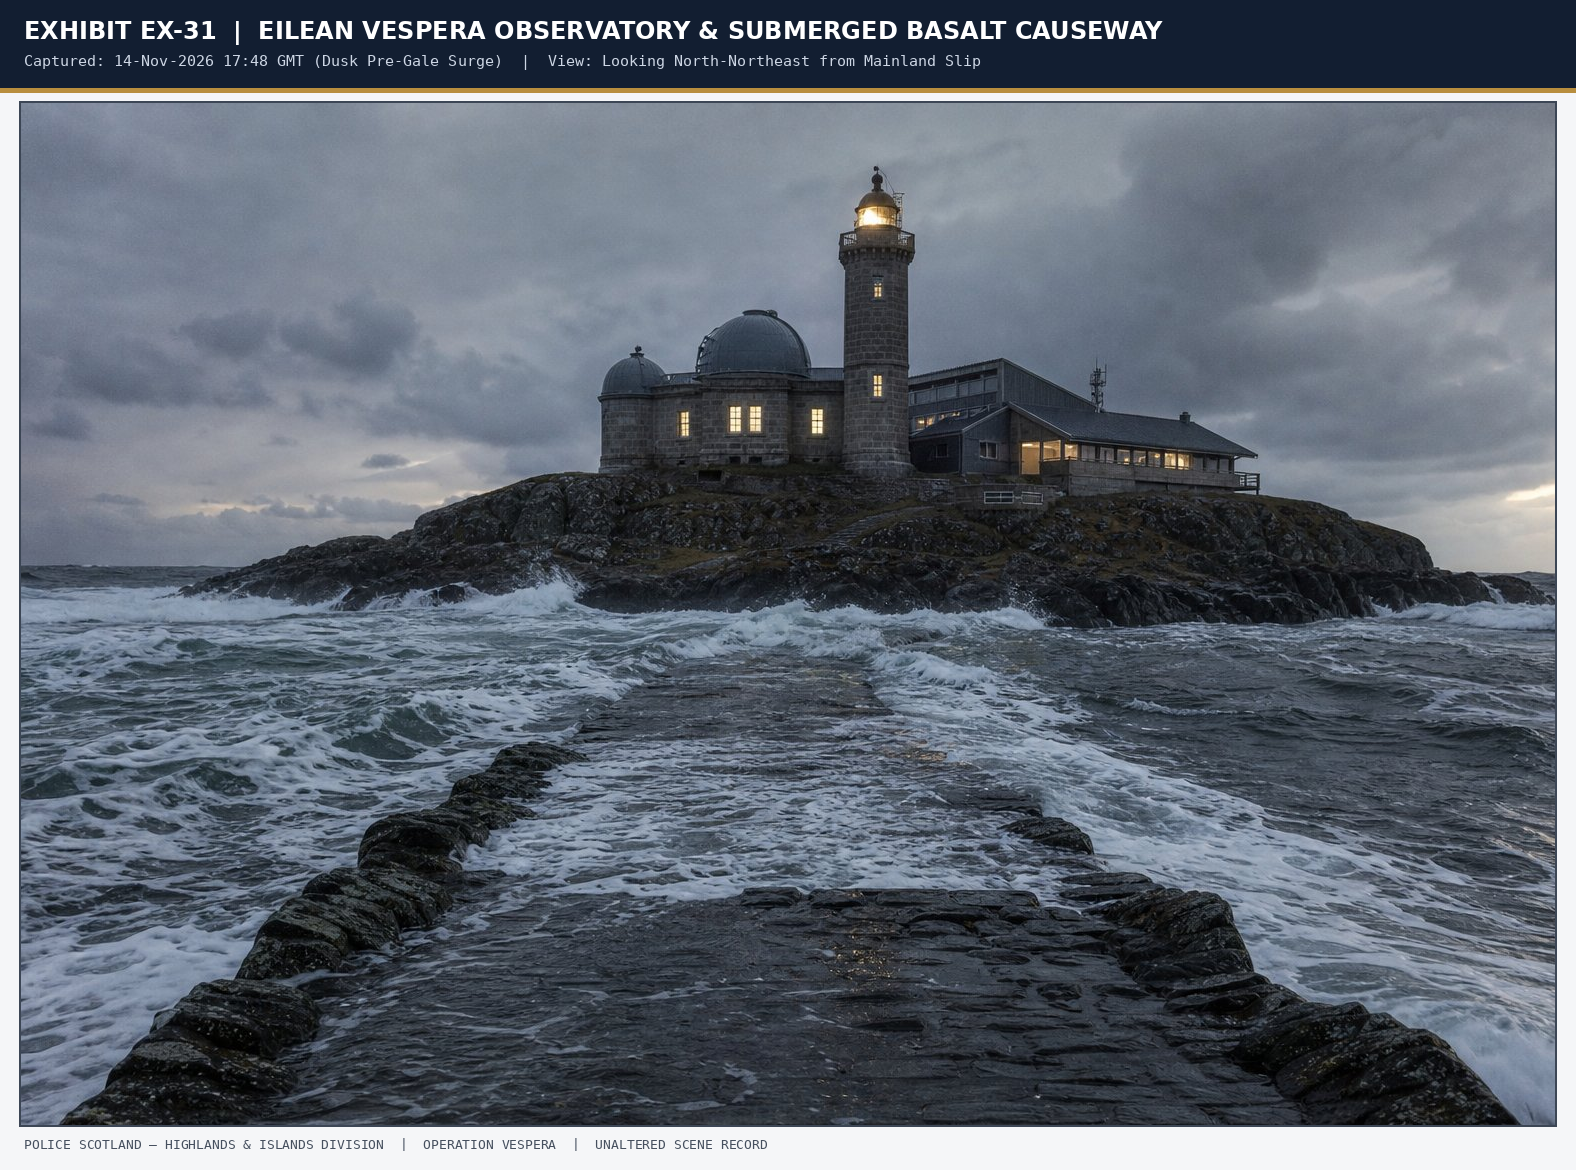 EXHIBIT EX-31 | EILEAN VESPERA OBSERVATORY & SUBMERGED BASALT CAUSEWAY
Captured: 14-Nov-2026 17:48 GMT (Dusk Pre-Gale Surge) | View: Looking North-Northeast from Mainland Slip
POLICE SCOTLAND — HIGHLANDS & ISLANDS DIVISION | OPERATION VESPERA | UNALTERED SCENE RECORD